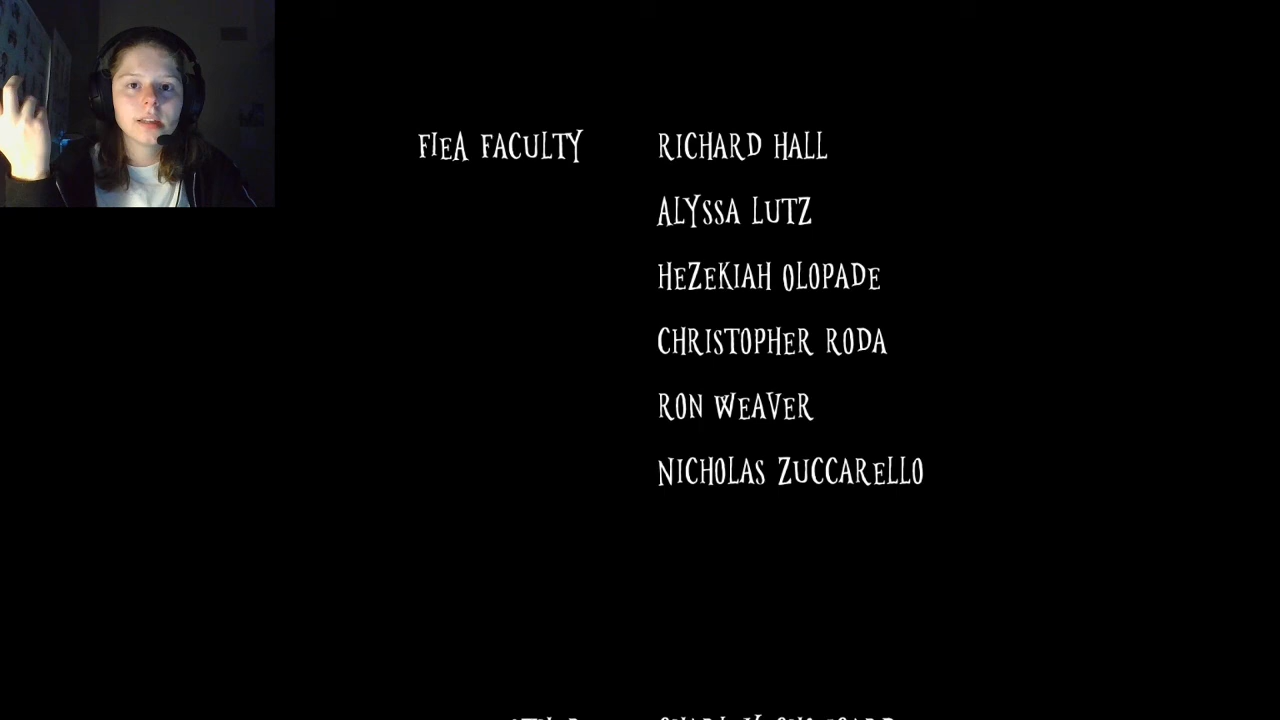 FIEA FACULTY RICHARD HALL
ALYSSA LUTZ
HEZEKIAH OLOPADE
CHRISTOPHER RODA
RON WEAVER
NICHOLAS ZUCCARELLO